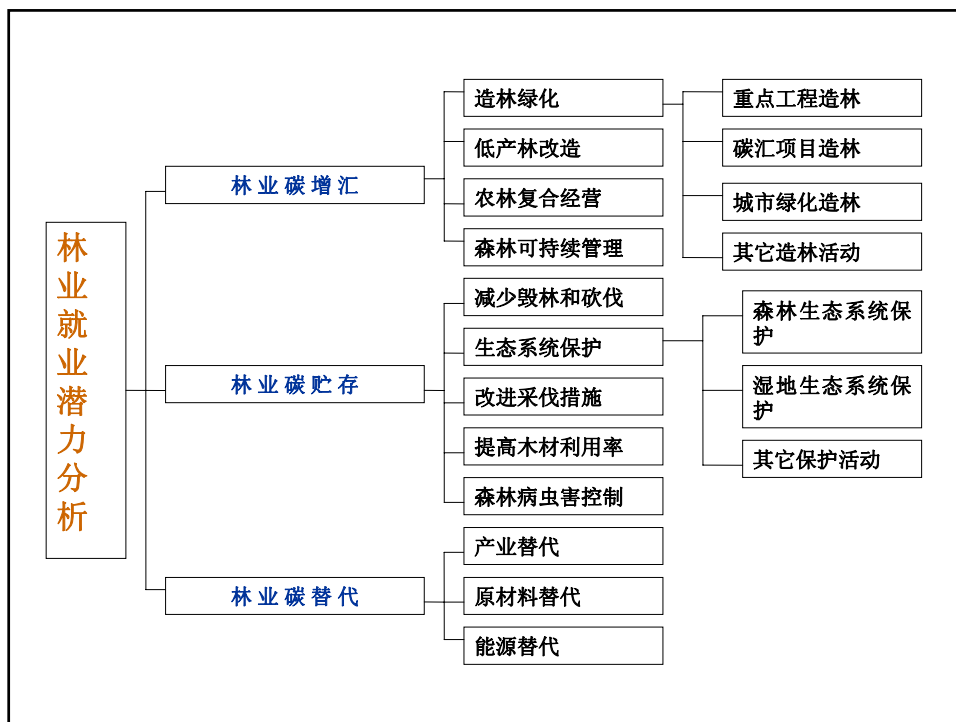 林业就业潜力分析
林业碳增汇
造林绿化
重点工程造林
碳汇项目造林
城市绿化造林
其它造林活动
低产林改造
农林复合经营
森林可持续管理
林业碳贮存
减少毁林和砍伐
生态系统保护
森林生态系统保
护
湿地生态系统保
护
其它保护活动
改进采伐措施
提高木材利用率
森林病虫害控制
林业碳替代
产业替代
原材料替代
能源替代